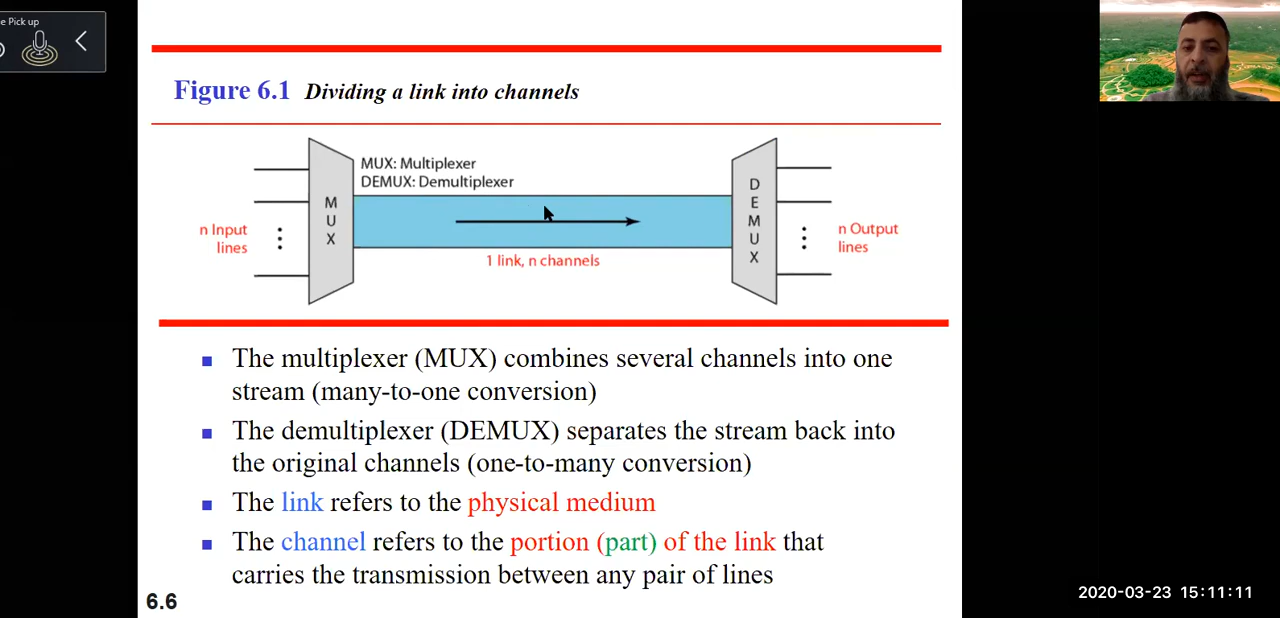 e Pick up
Figure 6.1 Dividing a link into channels
MUX: Multiplexer
DEMUX: Demultiplexer
MUX
DEMUX
n Input
lines
1 link, n channels
n Output
lines
The multiplexer (MUX) combines several channels into one
stream (many-to-one conversion)
The demultiplexer (DEMUX) separates the stream back into
the original channels (one-to-many conversion)
The link refers to the physical medium
The channel refers to the portion (part) of the link that
carries the transmission between any pair of lines
6.6
2020-03-23 15:11:11